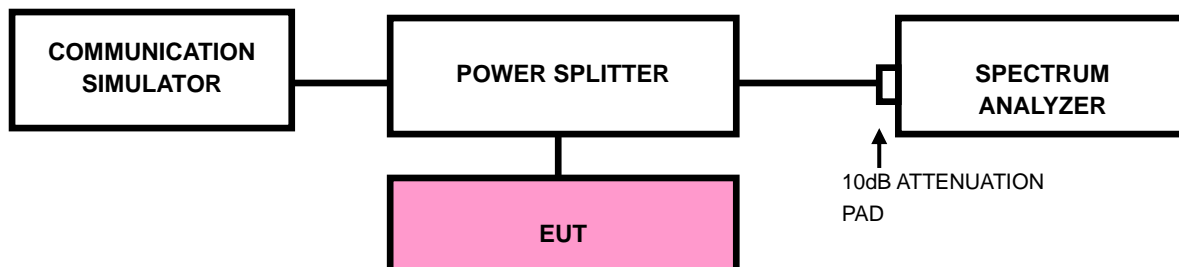 COMMUNICATION
SIMULATOR
POWER SPLITTER
SPECTRUM
ANALYZER
10dB ATTENUATION
PAD
EUT